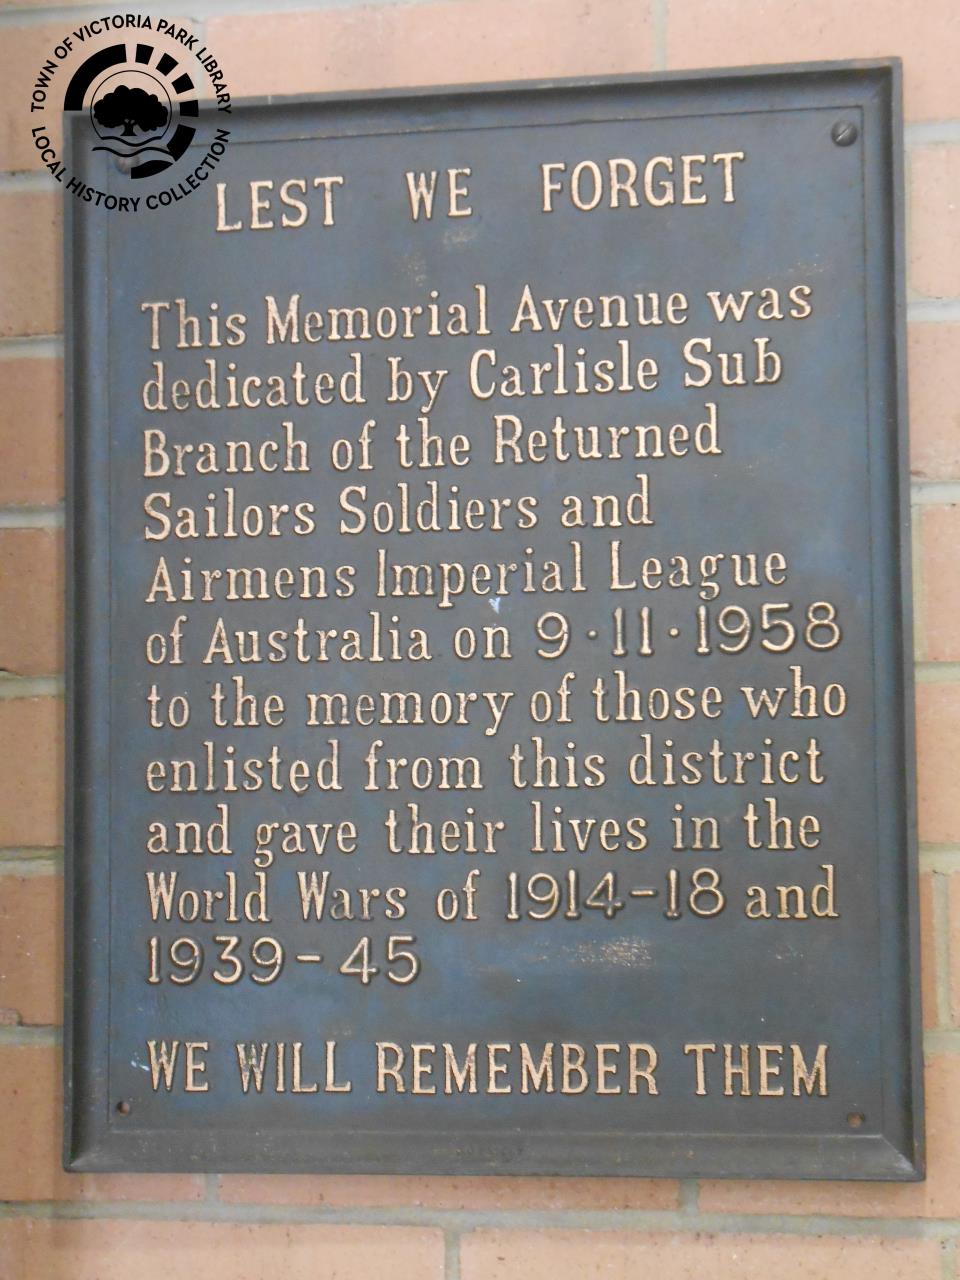 TOWN OF VICTORIA PARK LIBRARY
LOCAL HISTORY COLLECTION
LEST WE FORGET
This Memorial Avenue was
dedicated by Carlisle Sub
Branch of the Returned
Sailors Soldiers and
Airmens Imperial League
of Australia on 9·11·1958
to the memory of those who
enlisted from this district
and gave their lives in the
World Wars of 1914-18 and
1939-45
WE WILL REMEMBER THEM